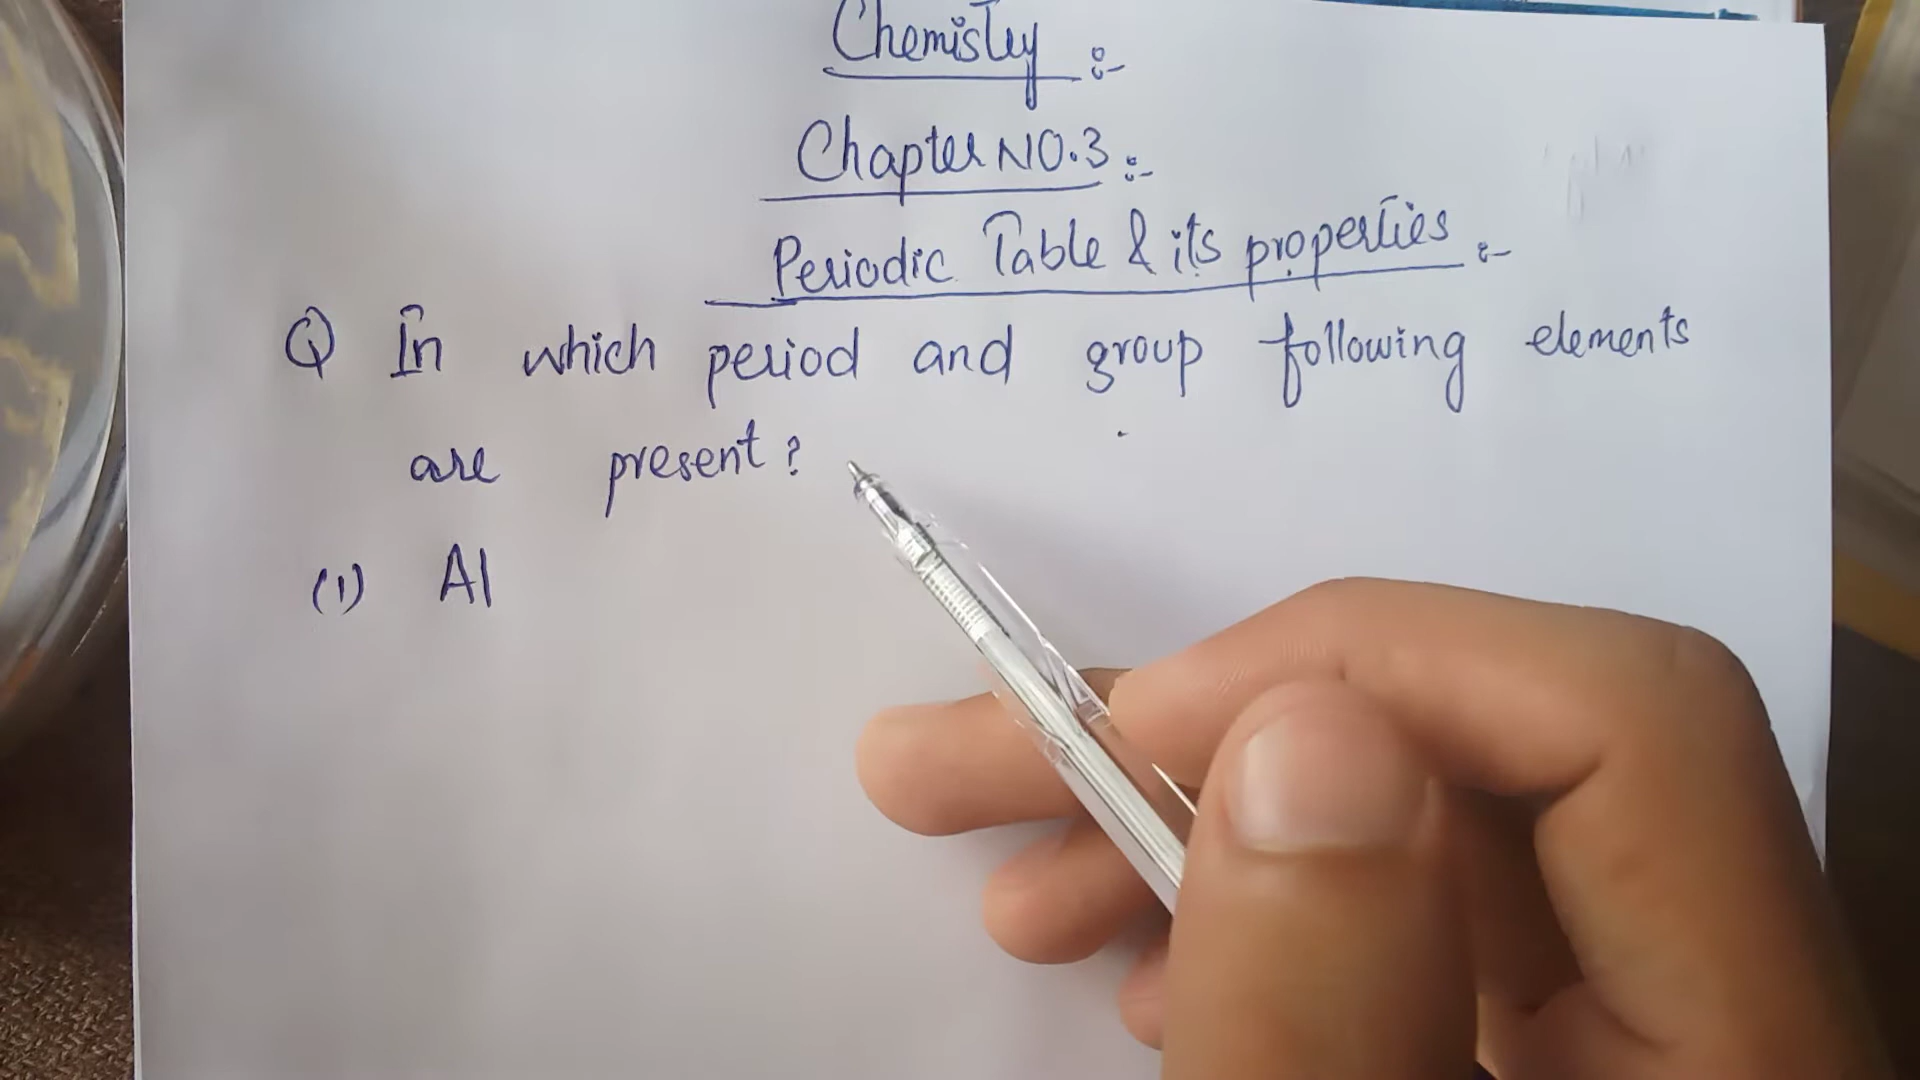 Chemistry :-
Chapter NO.3 :-
Periodic Table & its properties :-
Q In which period and group following elements
are present?
(1) Al